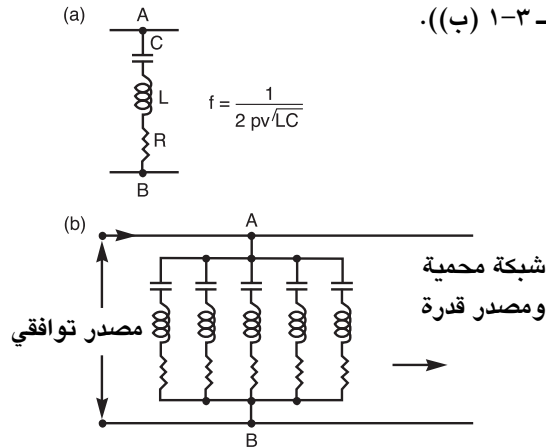 ـ ٣-١ (ب)).
(a)
A
C
L
R
B
f = 1 / 2 pv√LC
(b)
A
شبكة محمية
ومصدر قدرة
مصدر توافقي
B